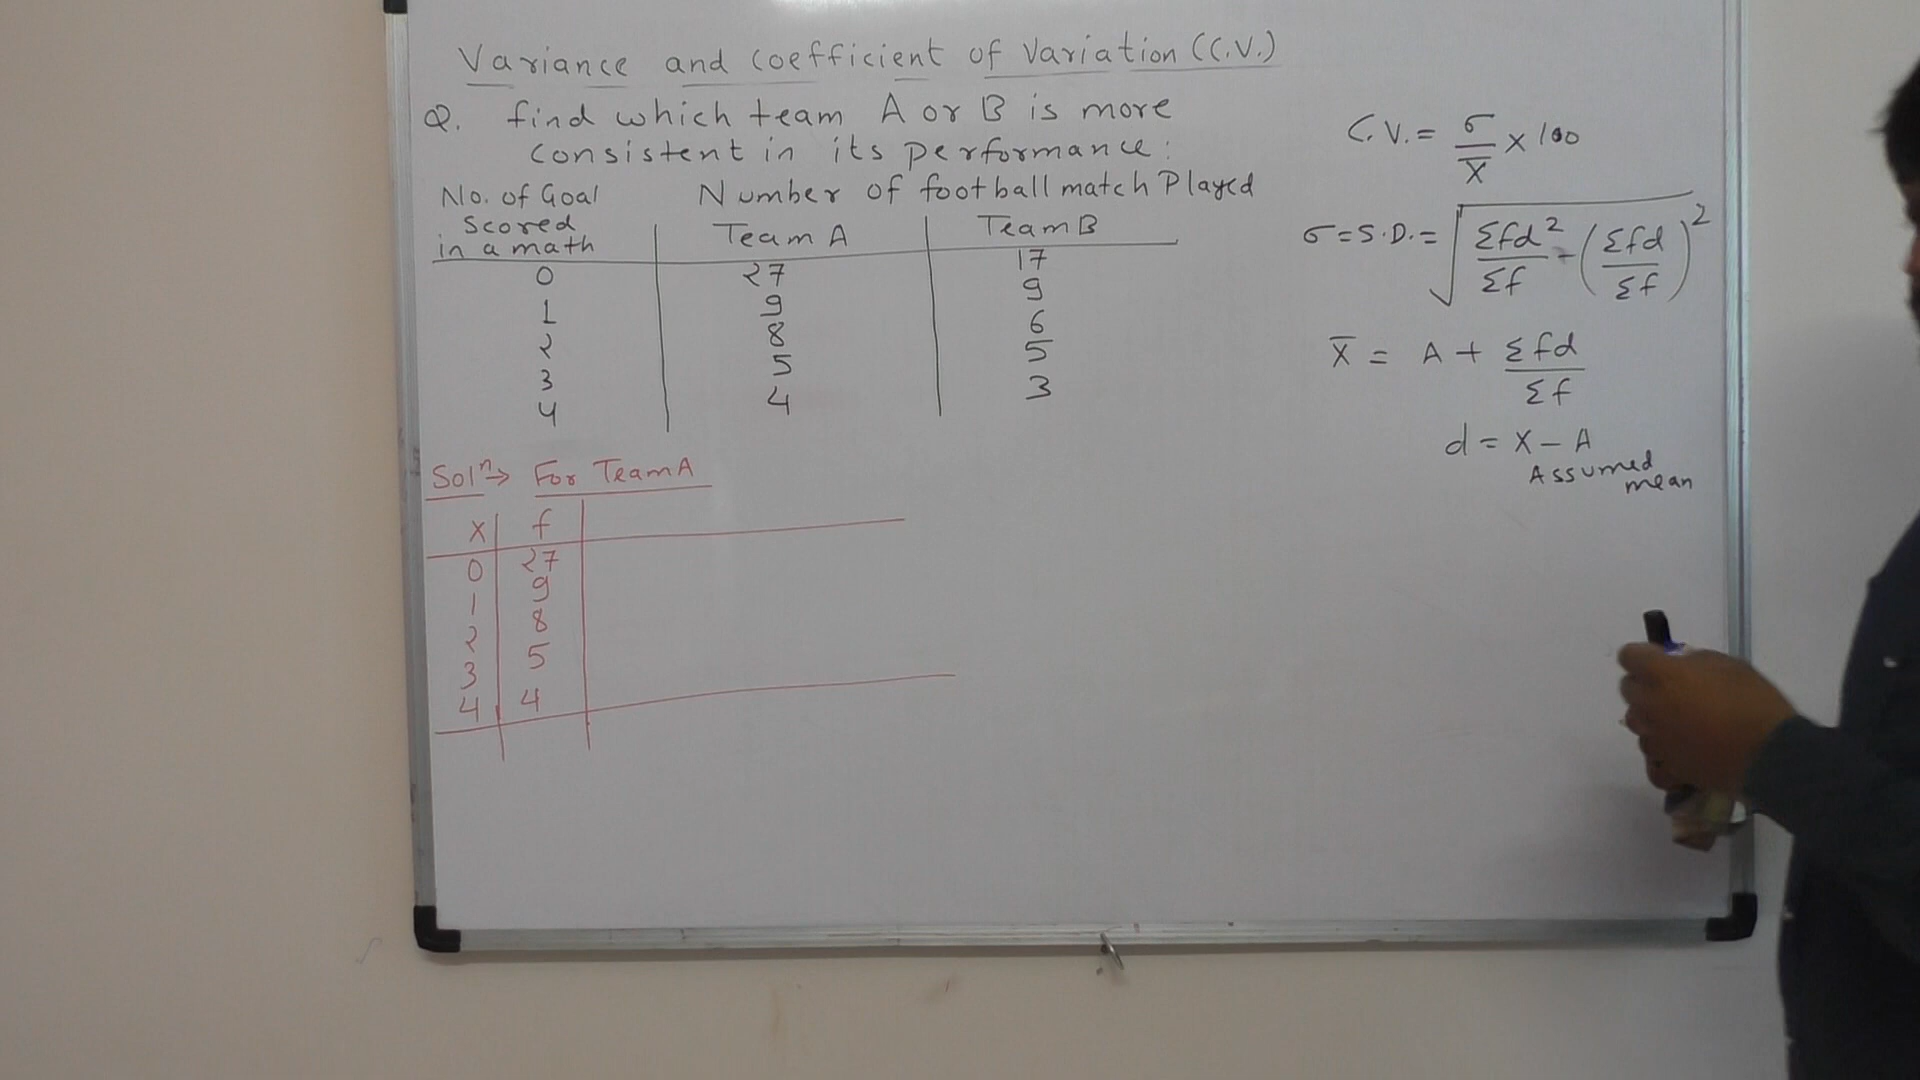 Variance and Coefficient of Variation (C.V.)
Q. find which team A or B is more
consistent in its performance:
No. of Goal Scored in a math | Number of football match Played
Team A | Team B
0 | 27 | 17
1 | 9 | 9
2 | 8 | 6
3 | 5 | 5
4 | 4 | 3
Solⁿ→ For Team A
X | f
0 | 27
1 | 9
2 | 8
3 | 5
4 | 4
C.V. = σ/X̄ × 100
σ = S.D. = √(Σfd²/Σf - (Σfd/Σf)²)
X̄ = A + Σfd/Σf
d = X - A
Assumed mean